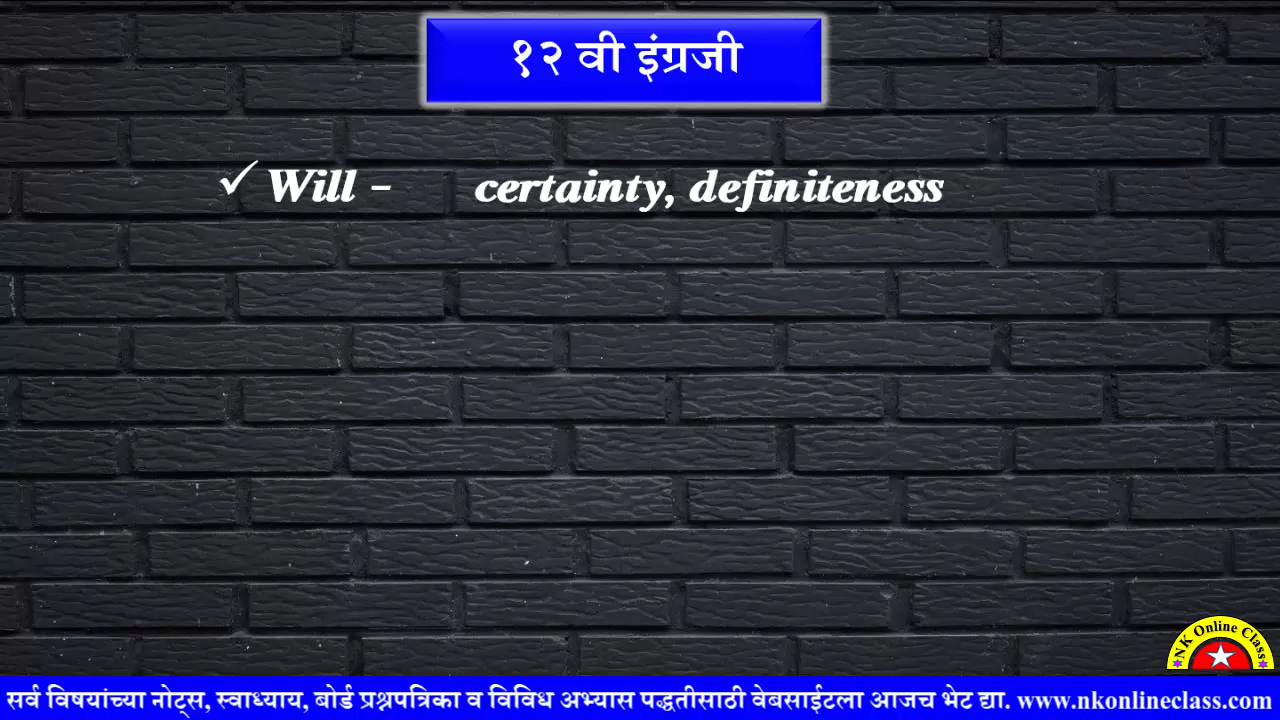 १२ वी इंग्रजी
✓ Will – certainty, definiteness
NK Online Class
सर्व विषयांच्या नोट्स, स्वाध्याय, बोर्ड प्रश्नपत्रिका व विविध अभ्यास पद्धतीसाठी वेबसाईटला आजच भेट द्या. www.nkonlineclass.com